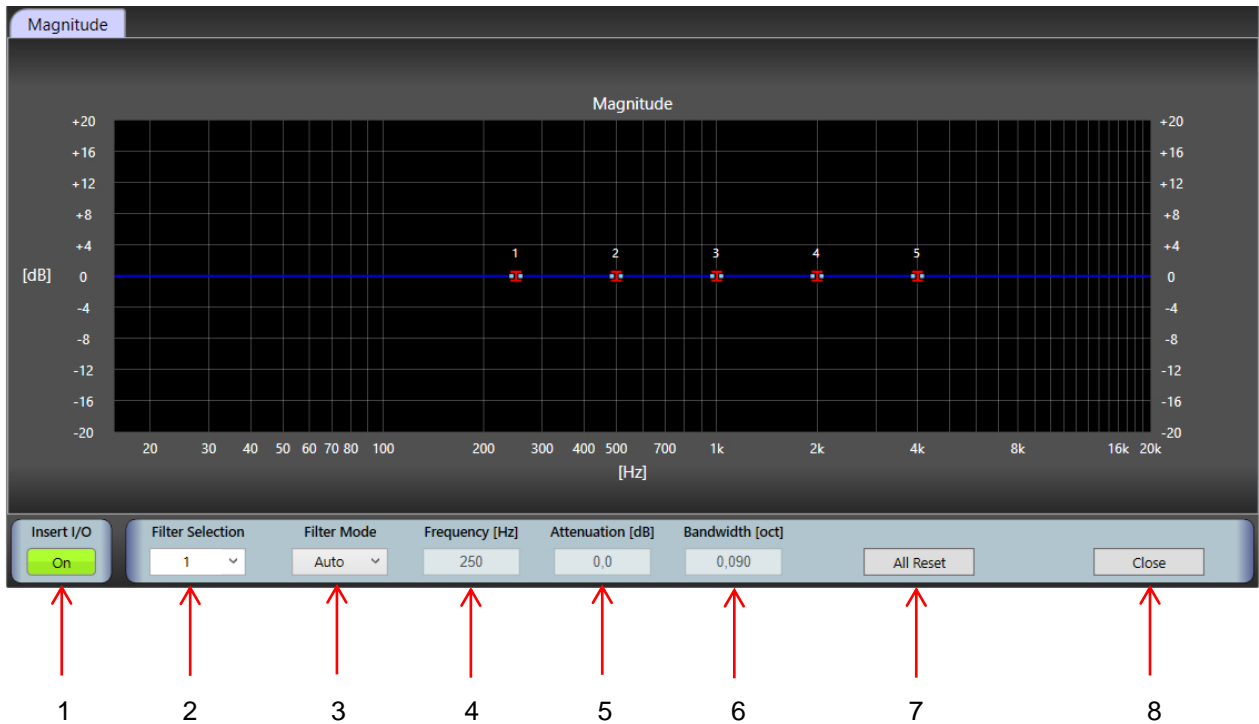 Magnitude
Magnitude
+20 +20
+16 +16
+12 +12
+8 +8
+4 +4
1 2 3 4 5
[dB] 0 0
-4 -4
-8 -8
-12 -12
-16 -16
-20 -20
20 30 40 50 60 70 80 100 200 300 400 500 700 1k 2k 4k 8k 16k 20k
[Hz]
Insert I/O Filter Selection Filter Mode Frequency [Hz] Attenuation [dB] Bandwidth [oct]
On 1 Auto 250 0,0 0,090 All Reset Close
1 2 3 4 5 6 7 8